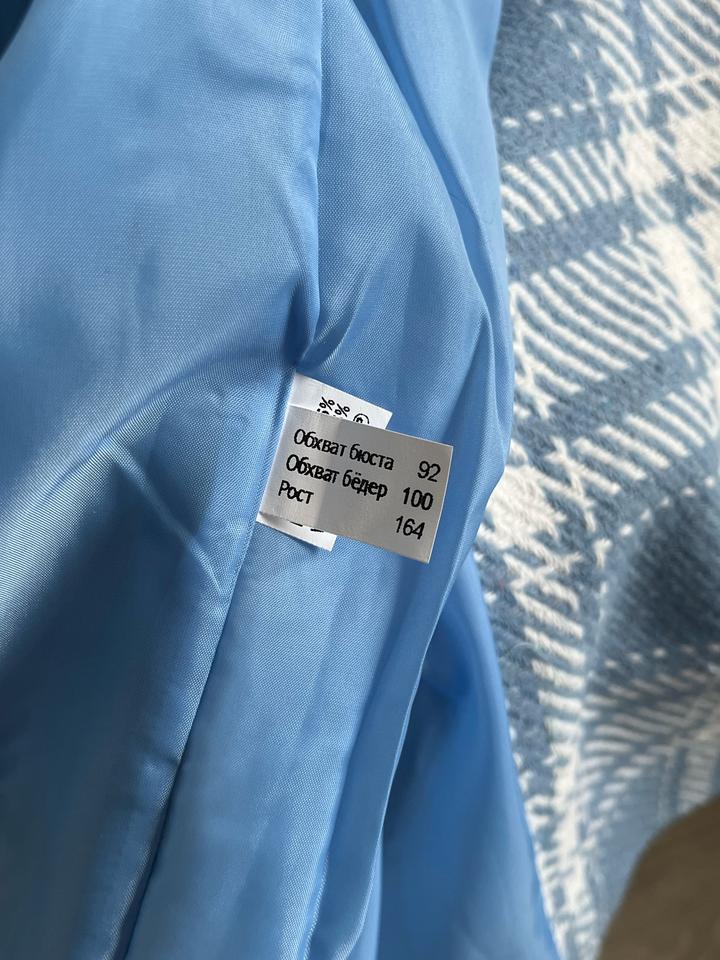 Обхват бюста 92
Обхват бёдер 100
Рост 164